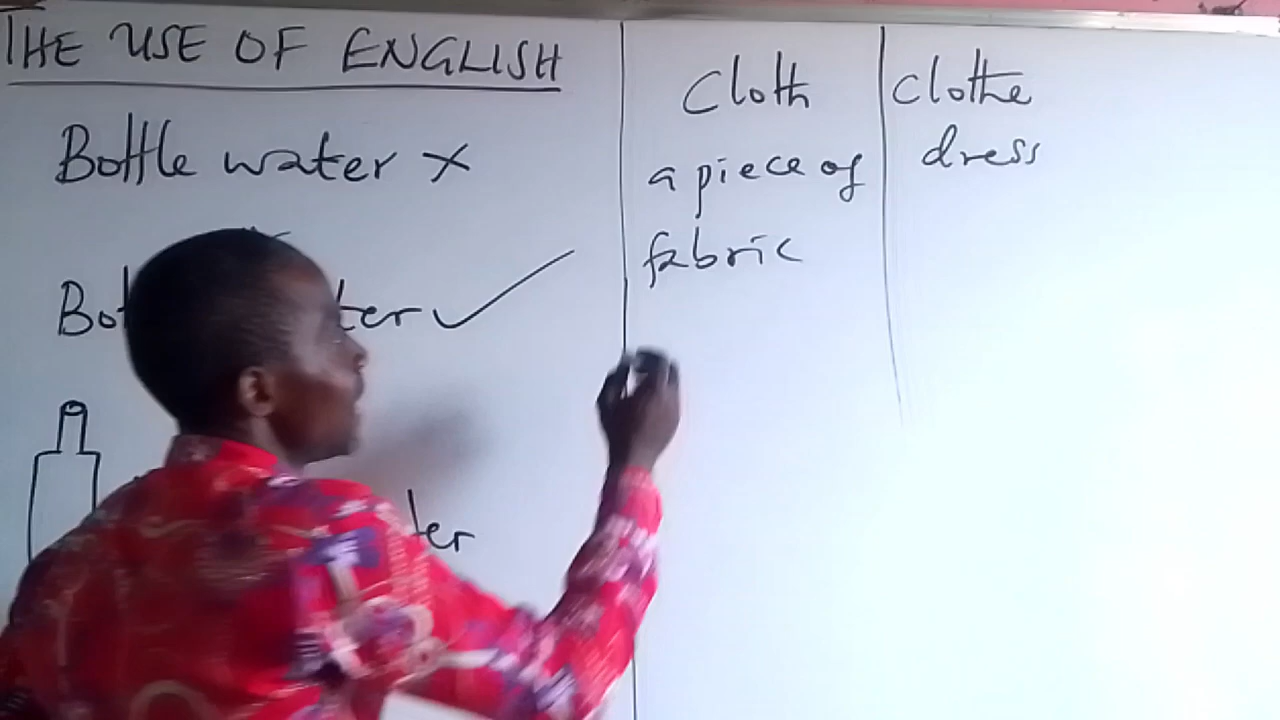 THE USE OF ENGLISH
Bottle water x
ter ✓
ter
Cloth
a piece of
fabric
clothe
dress